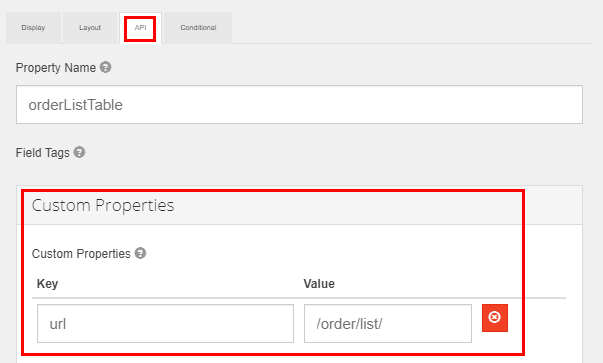 Display Layout API Conditional
Property Name
orderListTable
Field Tags
Custom Properties
Custom Properties
Key Value
url /order/list/